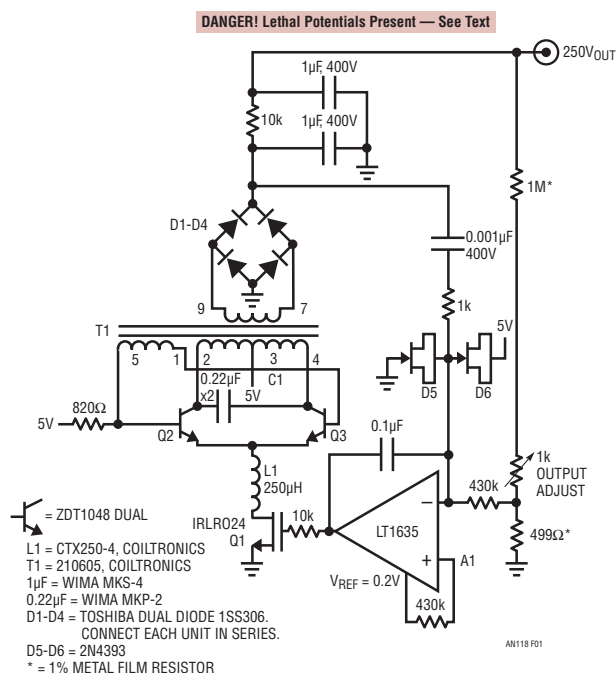 DANGER! Lethal Potentials Present — See Text
250VOUT
1µF, 400V
10k
1µF, 400V
1M*
D1-D4
0.001µF
400V
1k
9
7
T1
5V
5
1
2
3
4
D5
D6
0.22µF
x2
C1
5V
820Ω
5V
Q2
Q3
0.1µF
1k
OUTPUT
ADJUST
L1
250µH
430k
= ZDT1048 DUAL
IRLRO24
Q1
10k
LT1635
–
+
A1
499Ω*
VREF = 0.2V
430k
L1 = CTX250-4, COILTRONICS
T1 = 210605, COILTRONICS
1µF = WIMA MKS-4
0.22µF = WIMA MKP-2
D1-D4 = TOSHIBA DUAL DIODE 1SS306.
CONNECT EACH UNIT IN SERIES.
D5-D6 = 2N4393
* = 1% METAL FILM RESISTOR
AN118 F01